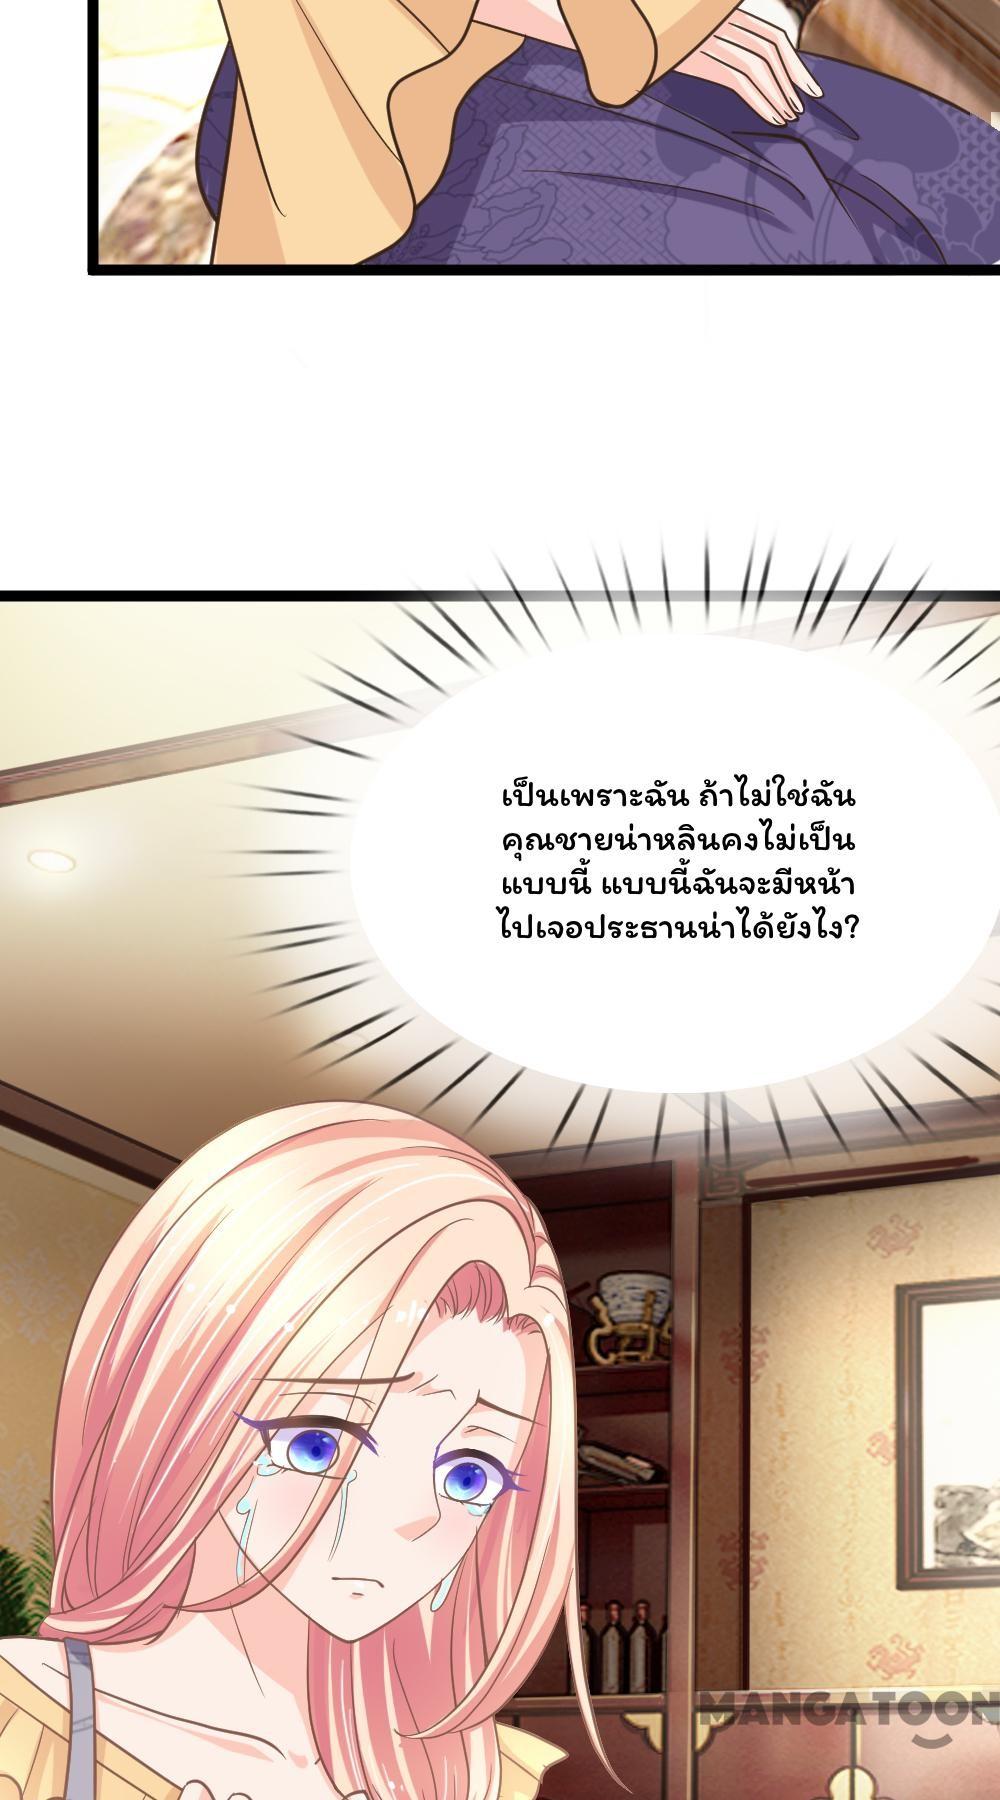 เป็นเพราะฉัน ถ้าไม่ใช่ฉัน
คุณชายน่าหลินคงไม่เป็น
แบบนี้ แบบนี้ฉันจะมีหน้า
ไปเจอประธานน่าได้ยังไง?
MANGATOON